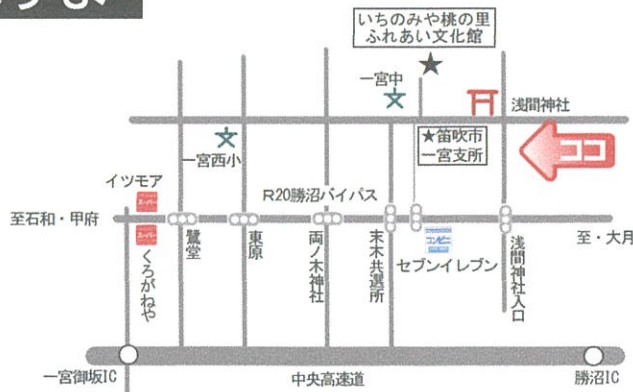 いちのみや桃の里
ふれあい文化館
★
一宮中
浅間神社
★笛吹市
一宮支所
ココ
一宮西小
イツモア
スーパー
R20勝沼バイパス
至石和・甲府
スーパー
くろがねや
鷺堂
東原
両ノ木神社
末木共選所
コンビニ
セブンイレブン
浅間神社入口
至・大月
一宮御坂IC
中央高速道
勝沼IC